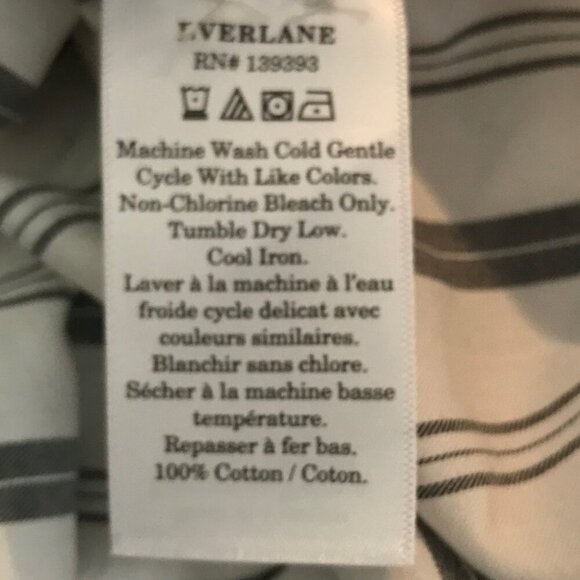 EVERLANE
RN# 139393
Machine Wash Cold Gentle
Cycle With Like Colors.
Non-Chlorine Bleach Only.
Tumble Dry Low.
Cool Iron.
Laver à la machine à l'eau
froide cycle delicat avec
couleurs similaires.
Blanchir sans chlore.
Sécher à la machine basse
température.
Repasser à fer bas.
100% Cotton / Coton.